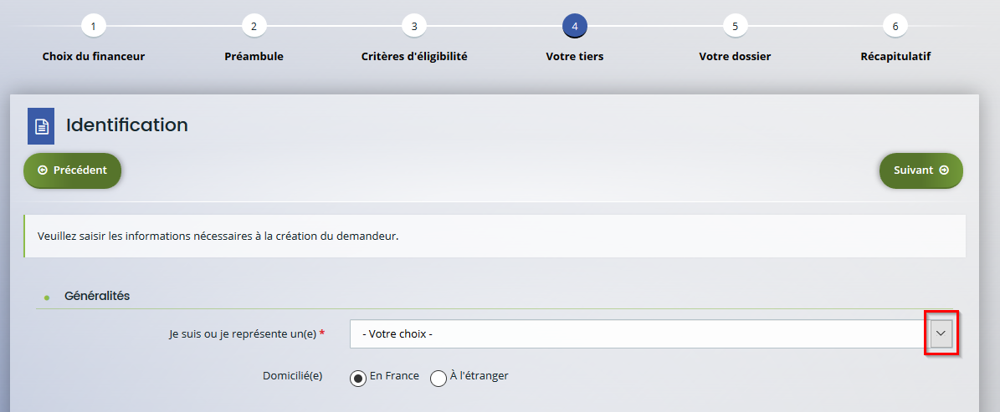 1 2 3 4 5 6
Choix du financeur Préambule Critères d'éligibilité Votre tiers Votre dossier Récapitulatif
Identification
Précédent Suivant
Veuillez saisir les informations nécessaires à la création du demandeur.
Généralités
Je suis ou je représente un(e) * - Votre choix -
Domicilié(e) En France À l'étranger